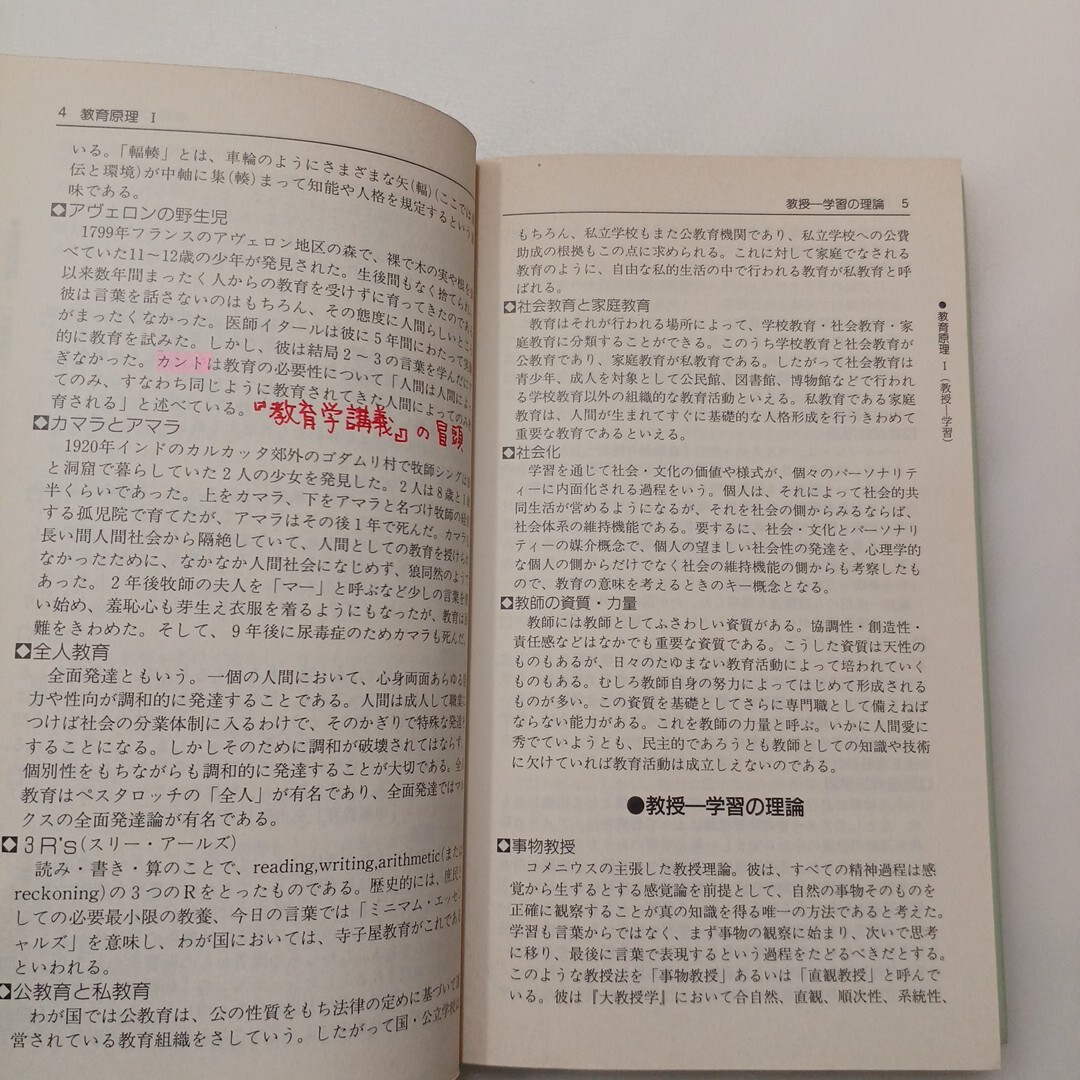 4 教育原理 I
いる。「輻輳」とは、車輪のようにさまざまな矢(輻)(ここでは
伝と環境)が中軸に集(輳)まって知能や人格を規定するという
味である。
◆アヴェロンの野生児
1799年フランスのアヴェロン地区の森で、裸で木の実や根を
べていた11〜12歳の少年が発見された。生後間もなく捨てられ
以来数年間まったく人からの教育を受けずに育ってきたのであ
彼は言葉を話さないのはもちろん、その態度に人間らしいところ
がまったくなかった。医師イタールは彼に5年間にわたって
的に教育を試みた。しかし、彼は結局2〜3の言葉を学んだに
ぎなかった。カントは教育の必要性について「人間は人間によ
てのみ、すなわち同じように教育されてきた人間によってのみ
育される」と述べている。
『教育学講義』の冒頭
◆カマラとアマラ
1920年インドのカルカッタ郊外のゴダムリ村で牧師シングは
と洞窟で暮らしていた2人の少女を発見した。2人は8歳と1
半くらいであった。上をカマラ、下をアマラと名づけ牧師の経
する孤児院で育てたが、アマラはその後1年で死んだ。カマラ
長い間人間社会から隔絶していて、人間としての教育を授けら
なかったために、なかなか人間社会になじめず、狼同然のよう
あった。2年後牧師の夫人を「マー」と呼ぶなど少しの言葉を
い始め、羞恥心も芽生え衣服を着るようにもなったが、教育は
難をきわめた。そして、9年後に尿毒症のためカマラも死んだ。
◆全人教育
全面発達ともいう。一個の人間において、心身両面あらゆる
力や性向が調和的に発達することである。人間は成人して職業に
つけば社会の分業体制に入るわけで、そのかぎりで特殊な発達
することになる。しかしそのために調和が破壊されてはならず、
個別性をもちながらも調和的に発達することが大切である。全
教育はペスタロッチの「全人」が有名であり、全面発達ではマ
クスの全面発達論が有名である。
◆3R's(スリー・アールズ)
読み・書き・算のことで、reading,writing,arithmetic(また
reckoning)の3つのRをとったものである。歴史的には、庶民
しての必要最小限の教養、今日の言葉では「ミニマム・エッセ
ャルズ」を意味し、わが国においては、寺子屋教育がこれであ
といわれる。
◆公教育と私教育
わが国では公教育は、公の性質をもち法律の定めに基づいて
営されている教育組織をさしていう。したがって国・公立学校
教授—学習の理論 5
もちろん、私立学校もまた公教育機関であり、私立学校への公費
助成の根拠もこの点に求められる。これに対して家庭でなされる
教育のように、自由な私的生活の中で行われる教育が私教育と呼
ばれる。
◆社会教育と家庭教育
教育はそれが行われる場所によって、学校教育・社会教育・家
庭教育に分類することができる。このうち学校教育と社会教育が
公教育であり、家庭教育が私教育である。したがって社会教育は
青少年、成人を対象として公民館、図書館、博物館などで行われ
る学校教育以外の組織的な教育活動といえる。私教育である家庭
教育は、人間が生まれてすぐに基礎的な人格形成を行うきわめて
重要な教育であるといえる。
◆社会化
学習を通じて社会・文化の価値や様式が、個々のパーソナリテ
ィーに内面化される過程をいう。個人は、それによって社会的共
同生活が営めるようになるが、それを社会の側からみるならば、
社会体系の維持機能である。要するに、社会・文化とパーソナリ
ティーの媒介概念で、個人の望ましい社会性の発達を、心理学的
な個人の側からだけでなく社会の維持機能の側からも考察したも
ので、教育の意味を考えるときのキー概念となる。
◆教師の資質・力量
教師には教師としてふさわしい資質がある。協調性・創造性・
責任感などはなかでも重要な資質である。こうした資質は天性の
ものもあるが、日々のたゆまない教育活動によって培われていく
ものもある。むしろ教師自身の努力によってはじめて形成される
ものが多い。この資質を基礎としてさらに専門職として備えねば
ならない能力がある。これを教師の力量と呼ぶ。いかに人間愛に
秀でていようとも、民主的であろうとも教師としての知識や技術
に欠けていれば教育活動は成立しえないのである。
●教授—学習の理論
◆事物教授
コメニウスの主張した教授理論。彼は、すべての精神過程は感
覚から生ずるとする感覚論を前提として、自然の事物そのものを
正確に観察することが真の知識を得る唯一の方法であると考えた。
学習も言葉からではなく、まず事物の観察に始まり、次いで思考
に移り、最後に言葉で表現するという過程をたどるべきだとする。
このような教授法を「事物教授」あるいは「直観教授」と呼んで
いる。彼は『大教授学』において合自然、直観、順次性、系統性、
●教育原理 I(教授—学習)